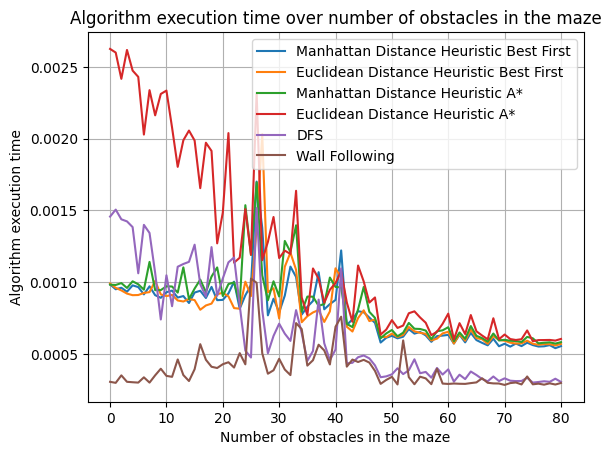 Algorithm execution time over number of obstacles in the maze
Manhattan Distance Heuristic Best First
Euclidean Distance Heuristic Best First
Manhattan Distance Heuristic A*
Euclidean Distance Heuristic A*
DFS
Wall Following
Algorithm execution time
0.0025
0.0020
0.0015
0.0010
0.0005
0 10 20 30 40 50 60 70 80
Number of obstacles in the maze